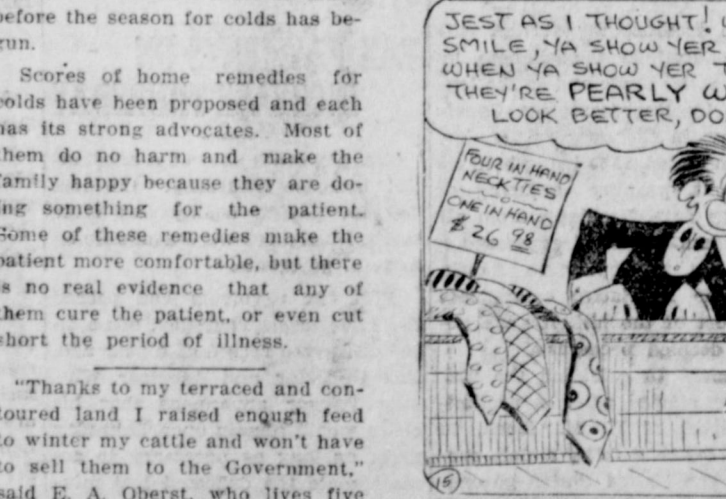 before the season for colds has be-
run.
Scores of home remedies for
colds have been proposed and each
has its strong advocates. Most of
them do no harm and make the
family happy because they are do-
ing something for the patient.
Some of these remedies make the
patient more comfortable, but there
is no real evidence that any of
them cure the patient, or even cut
short the period of illness.
"Thanks to my terraced and con-
toured land I raised enough feed
to winter my cattle and won't have
to sell them to the Government,"
said E. A. Oberst, who lives five
JEST AS I THOUGHT!
SMILE, YA SHOW YER
WHEN YA SHOW YER
THEY'RE PEARLY
LOOK BETTER,
FOUR IN HAND
NECKTIES
ONE IN HAND
$26 98
15